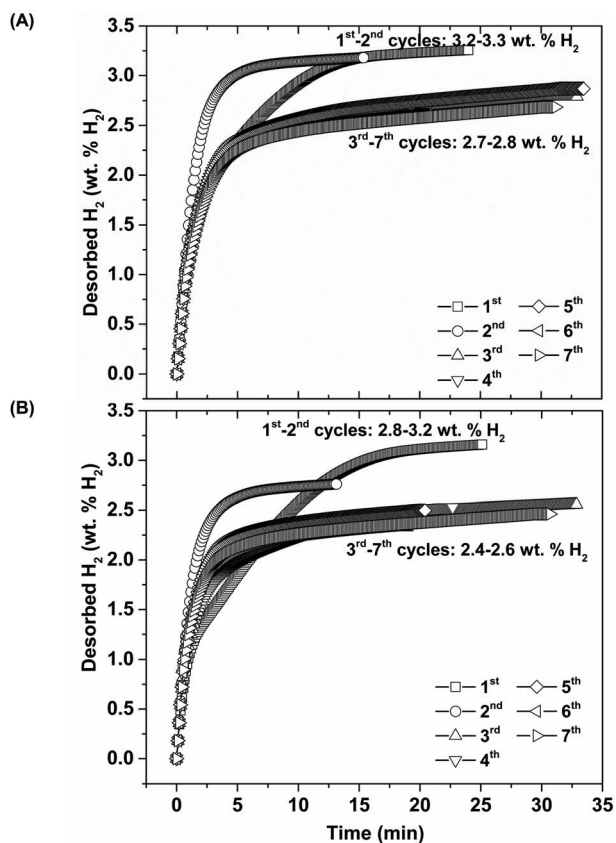 (A)
1st-2nd cycles: 3.2-3.3 wt. % H2
3rd-7th cycles: 2.7-2.8 wt. % H2
Desorbed H2 (wt. % H2)
3.5
3.0
2.5
2.0
1.5
1.0
0.5
0.0
1st
2nd
3rd
4th
5th
6th
7th
(B)
1st-2nd cycles: 2.8-3.2 wt. % H2
3rd-7th cycles: 2.4-2.6 wt. % H2
Desorbed H2 (wt. % H2)
3.5
3.0
2.5
2.0
1.5
1.0
0.5
0.0
1st
2nd
3rd
4th
5th
6th
7th
0 5 10 15 20 25 30 35
Time (min)